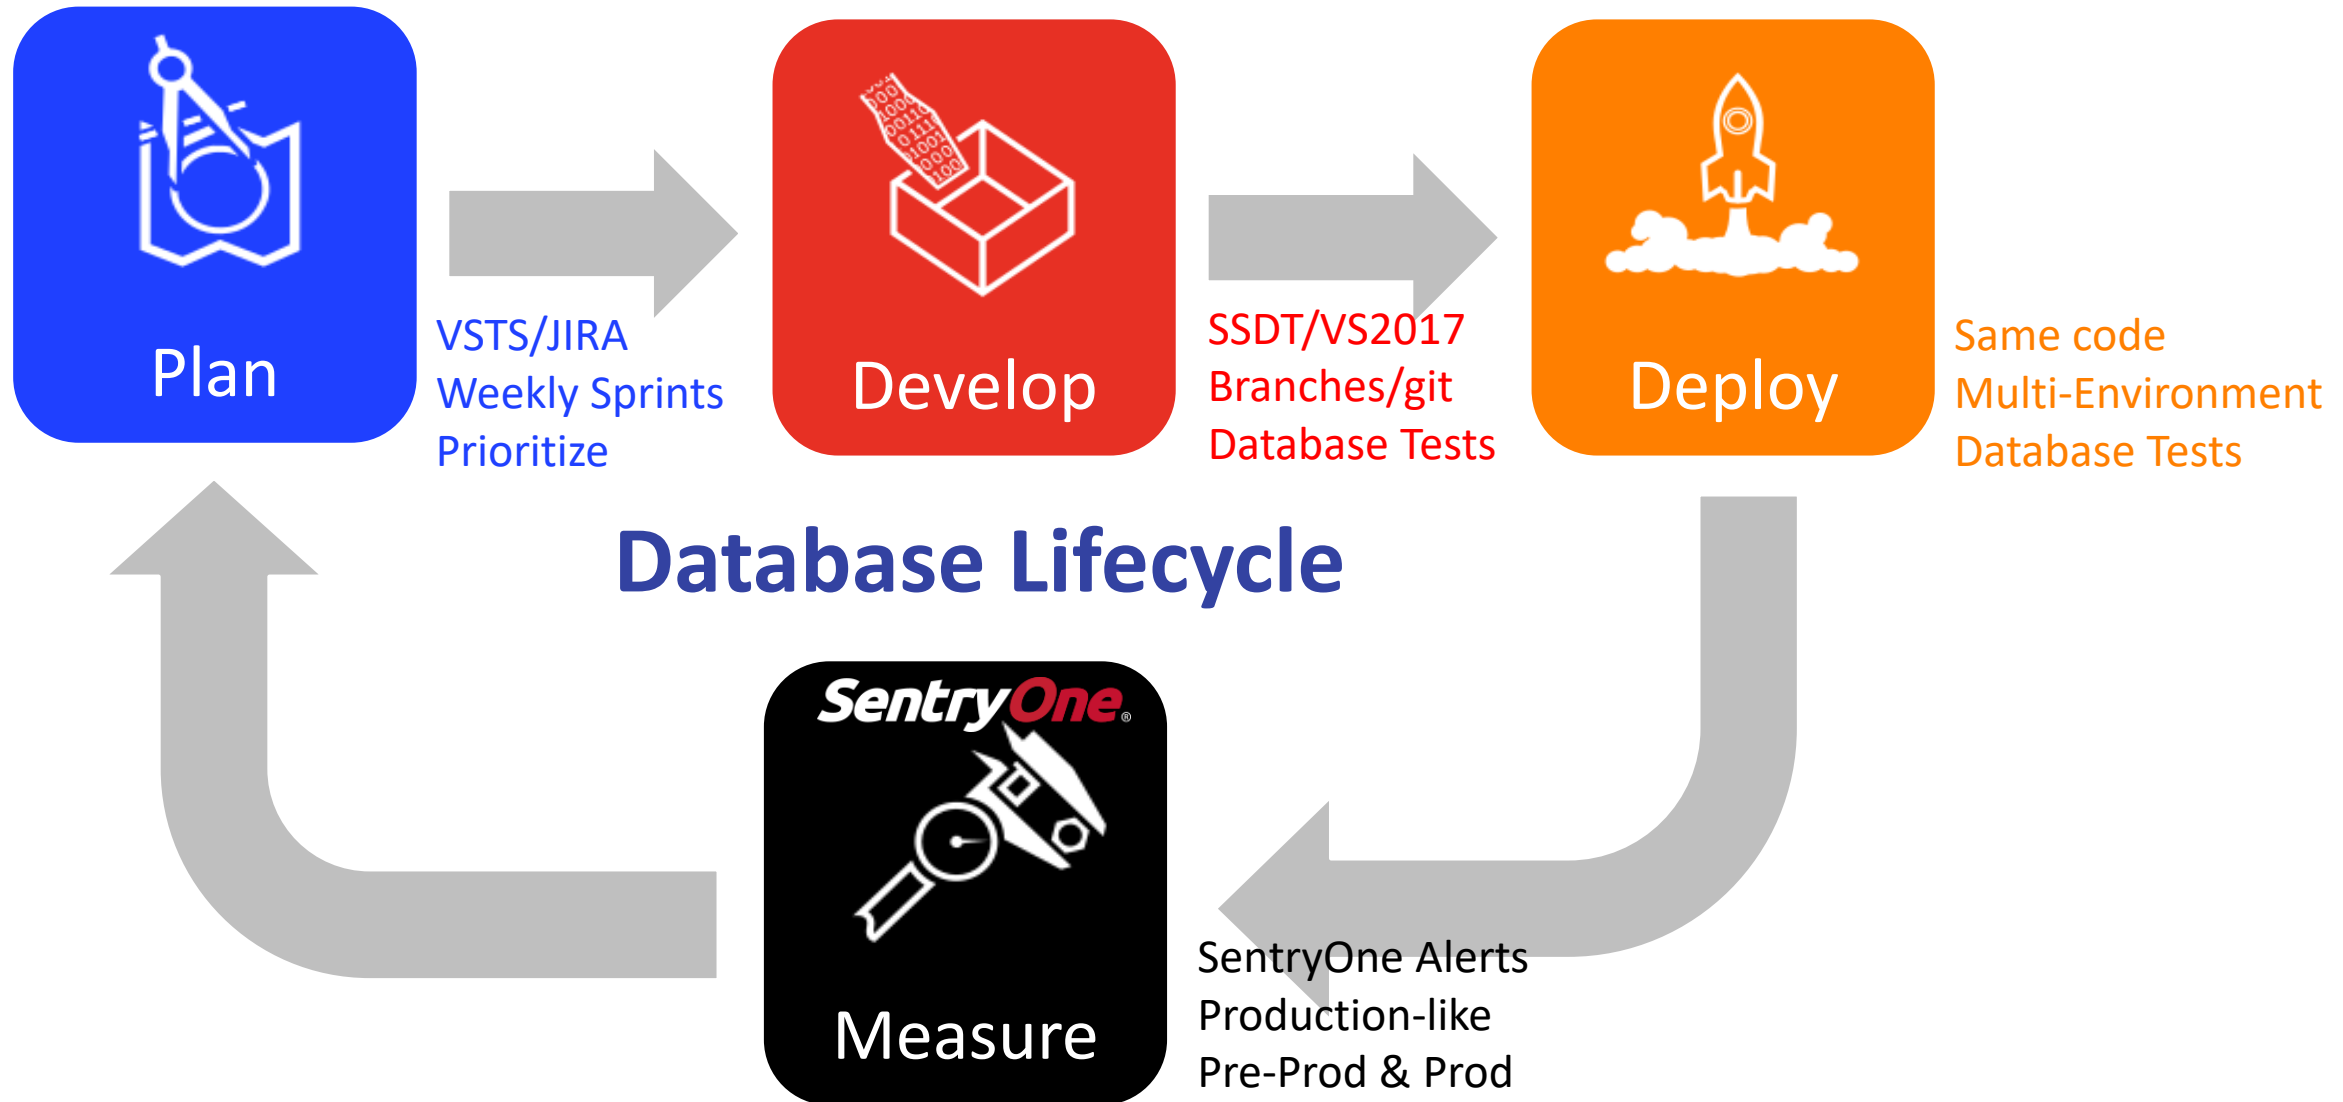 Plan
VSTS/JIRA
Weekly Sprints
Prioritize
Develop
SSDT/VS2017
Branches/git
Database Tests
Deploy
Same code
Multi-Environment
Database Tests
Database Lifecycle
SentryOne®
Measure
SentryOne Alerts
Production-like
Pre-Prod & Prod